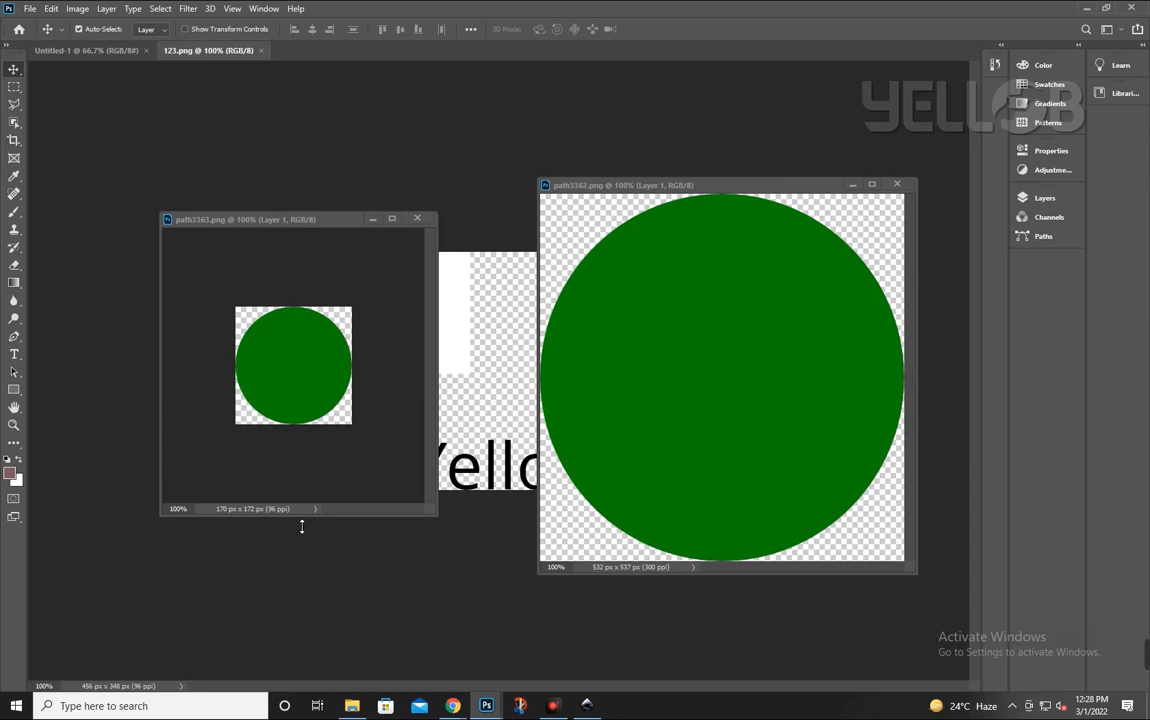 Ps File Edit Image Layer Type Select Filter 3D View Window Help
Auto-Select: Layer Show Transform Controls 3D Mode:
Untitled-1 @ 66.7% (RGB/8#) × 123.png @ 100% (RGB/8) ×
Color
Swatches
Gradients
Patterns
Properties
Adjustme...
Layers
Channels
Paths
Learn
Librari...
YELLOB
path3363.png @ 100% (Layer 1, RGB/8)
100% 170 px x 172 px (96 ppi)
path3362.png @ 100% (Layer 1, RGB/8)
100% 532 px x 537 px (300 ppi)
Yello
Activate Windows
Go to Settings to activate Windows.
100% 456 px x 348 px (96 ppi)
Type here to search
Ps
24°C Haze
12:28 PM
3/1/2022